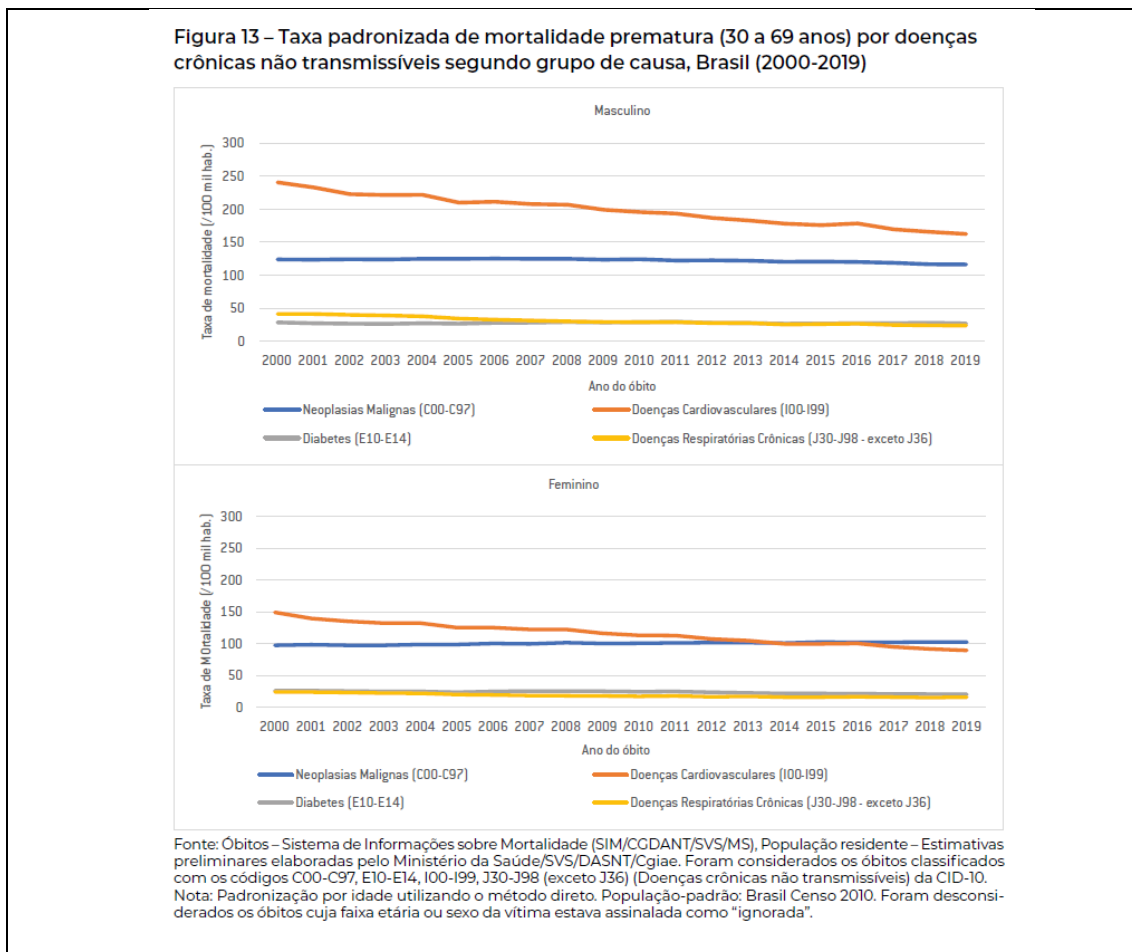 Figura 13 – Taxa padronizada de mortalidade prematura (30 a 69 anos) por doenças
crônicas não transmissíveis segundo grupo de causa, Brasil (2000-2019)
Masculino
Taxa de mortalidade (/100 mil hab.)
300
250
200
150
100
50
0
2000 2001 2002 2003 2004 2005 2006 2007 2008 2009 2010 2011 2012 2013 2014 2015 2016 2017 2018 2019
Ano do óbito
Neoplasias Malignas (C00-C97) Doenças Cardiovasculares (I00-I99)
Diabetes (E10-E14) Doenças Respiratórias Crônicas (J30-J98 - exceto J36)
Feminino
Taxa de MOrtalidade (/100 mil hab.)
300
250
200
150
100
50
0
2000 2001 2002 2003 2004 2005 2006 2007 2008 2009 2010 2011 2012 2013 2014 2015 2016 2017 2018 2019
Ano do óbito
Neoplasias Malignas (C00-C97) Doenças Cardiovasculares (I00-I99)
Diabetes (E10-E14) Doenças Respiratórias Crônicas (J30-J98 - exceto J36)
Fonte: Óbitos – Sistema de Informações sobre Mortalidade (SIM/CGDANT/SVS/MS), População residente – Estimativas
preliminares elaboradas pelo Ministério da Saúde/SVS/DASNT/Cgiae. Foram considerados os óbitos classificados
com os códigos C00-C97, E10-E14, I00-I99, J30-J98 (exceto J36) (Doenças crônicas não transmissíveis) da CID-10.
Nota: Padronização por idade utilizando o método direto. População-padrão: Brasil Censo 2010. Foram desconsi-
derados os óbitos cuja faixa etária ou sexo da vítima estava assinalada como “ignorada”.